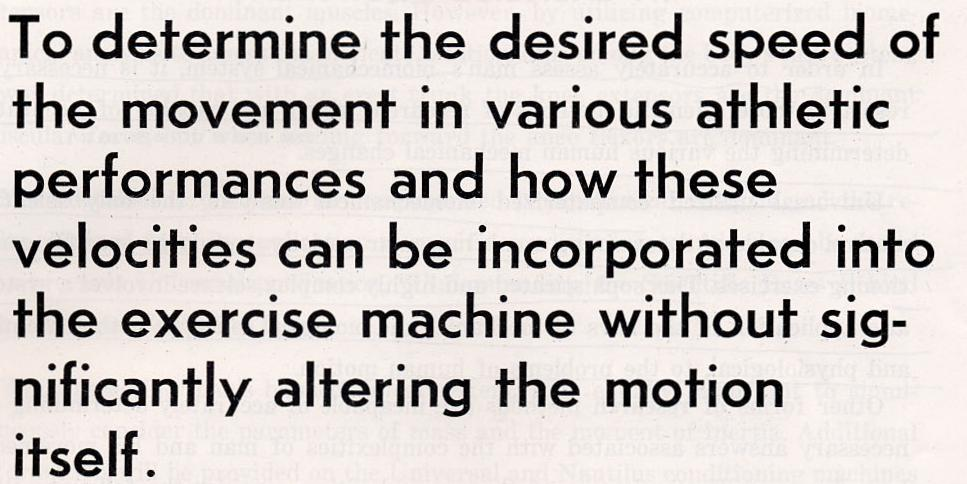 To determine the desired speed of
the movement in various athletic
performances and how these
velocities can be incorporated into
the exercise machine without sig-
nificantly altering the motion
itself.